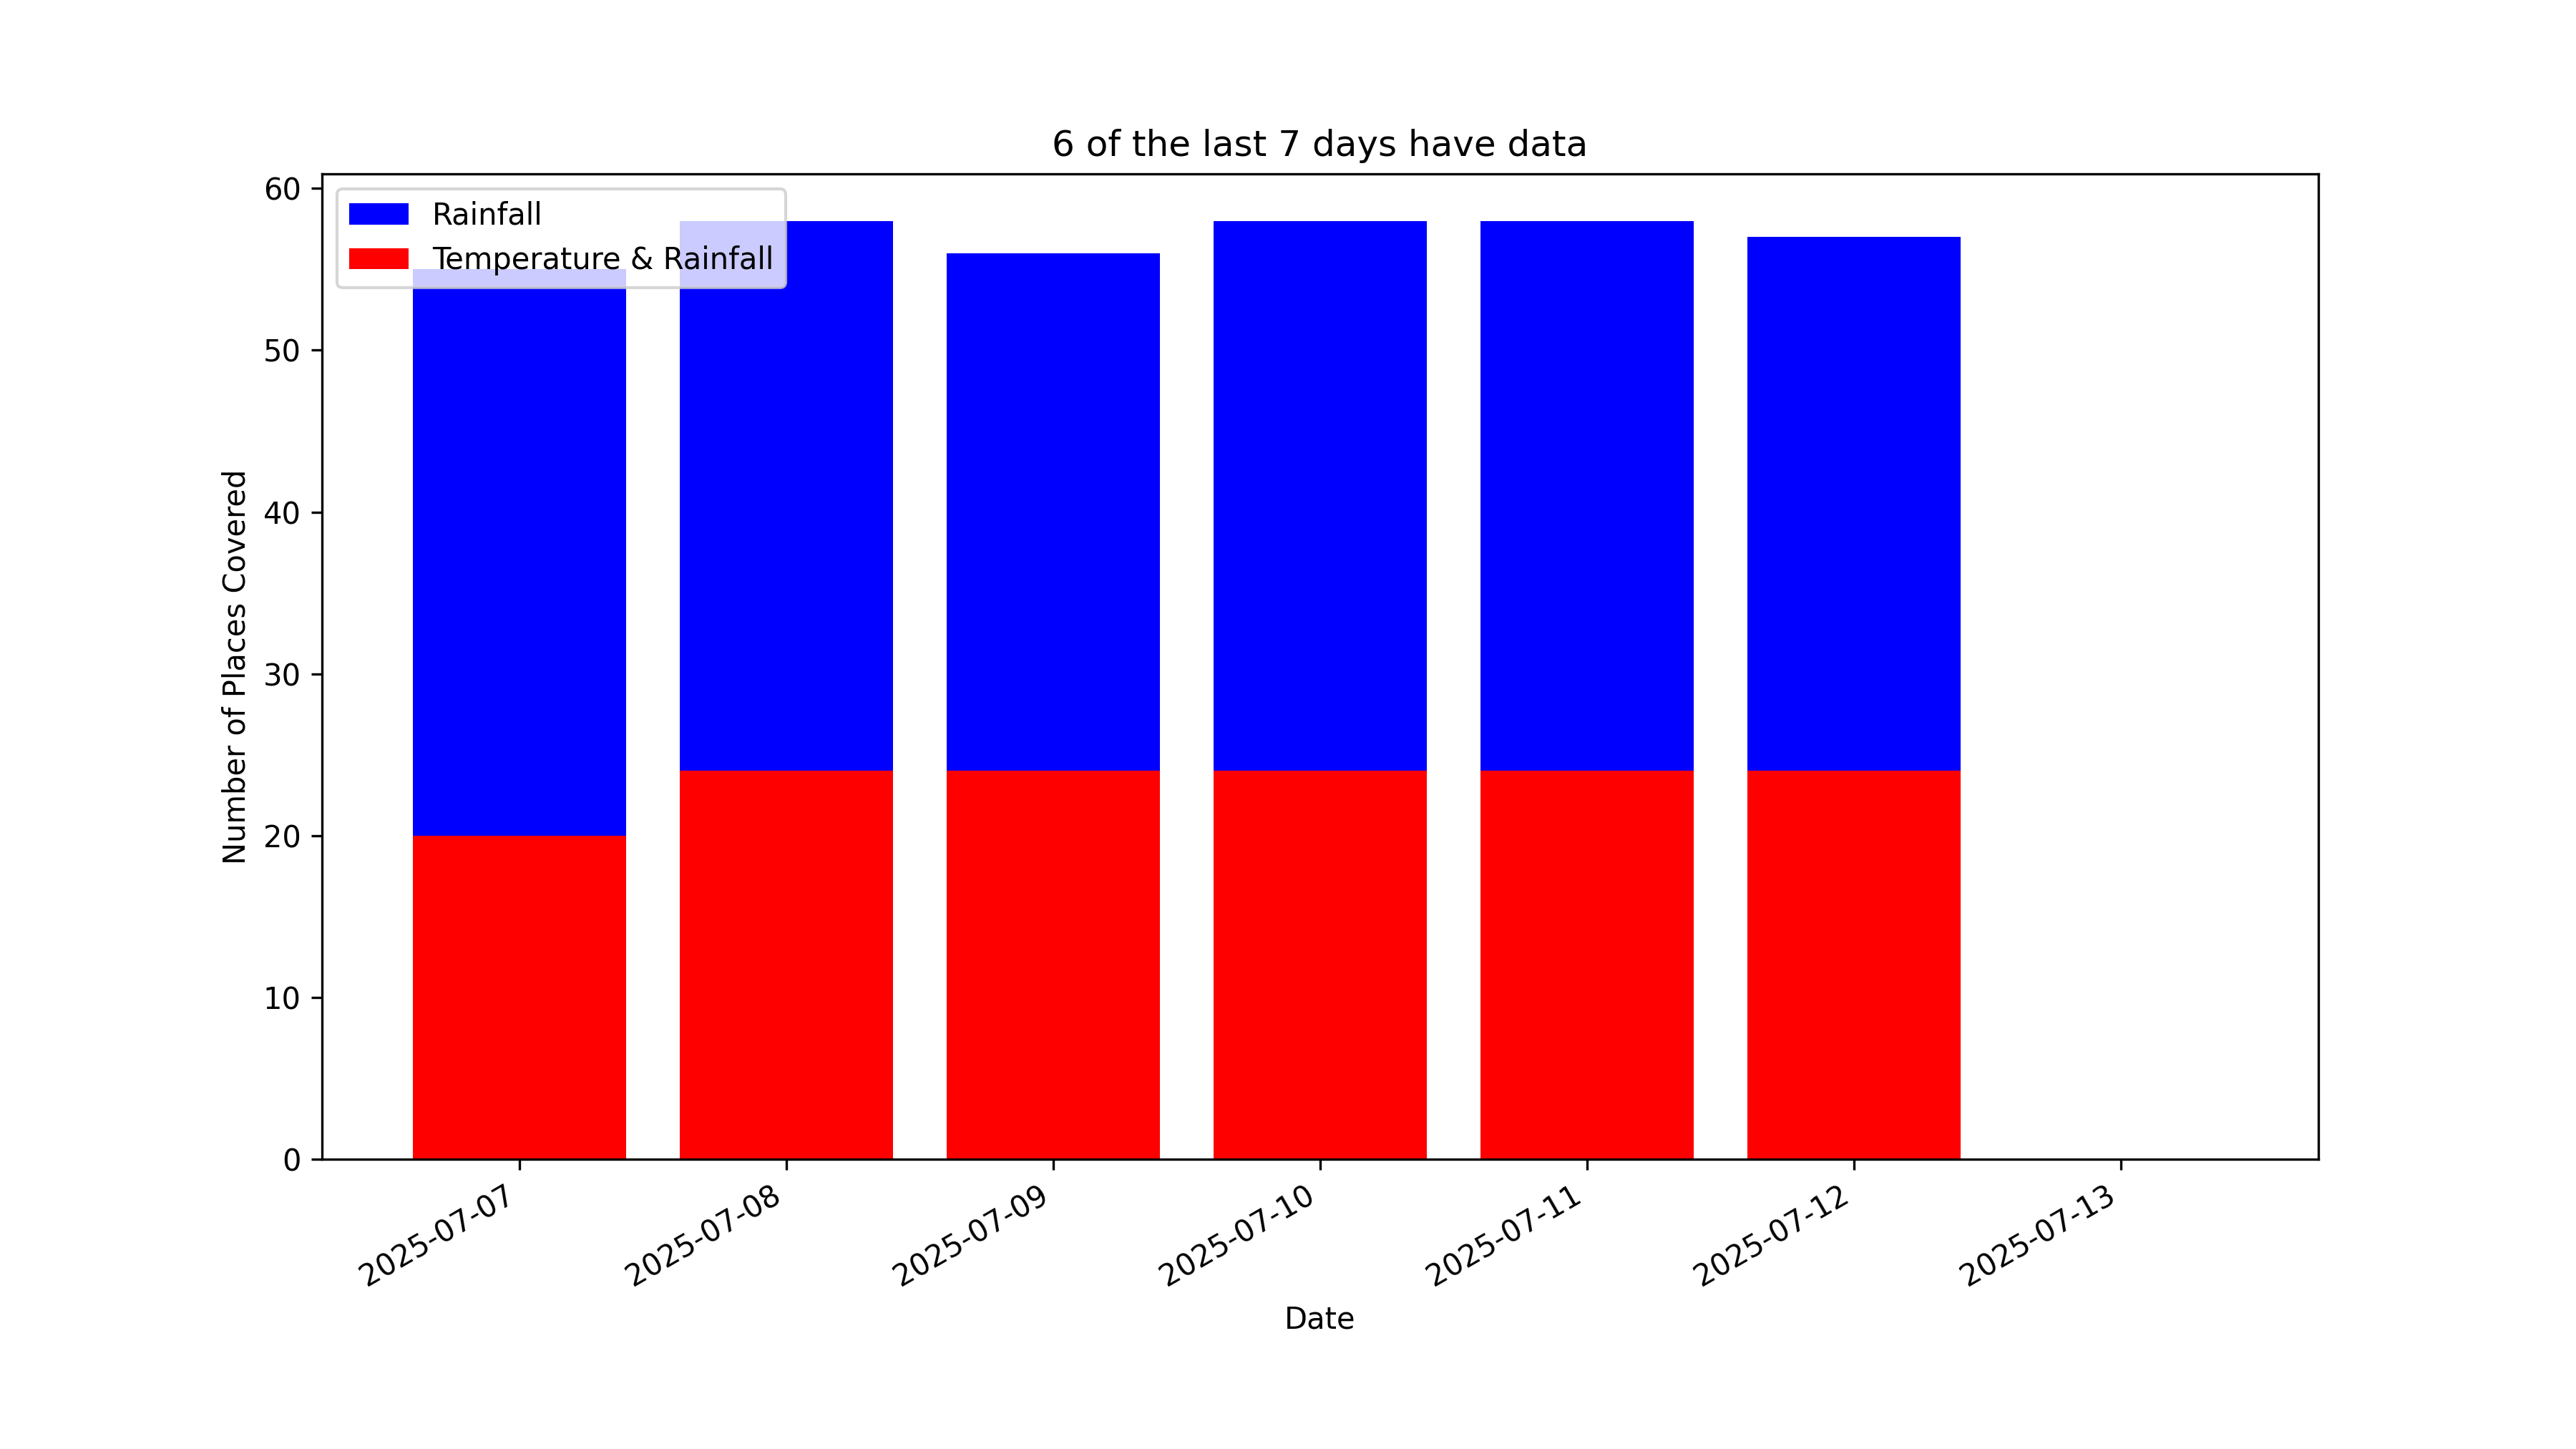 6 of the last 7 days have data
Rainfall
Temperature & Rainfall
Number of Places Covered
60
50
40
30
20
10
0
2025-07-07
2025-07-08
2025-07-09
2025-07-10
2025-07-11
2025-07-12
2025-07-13
Date